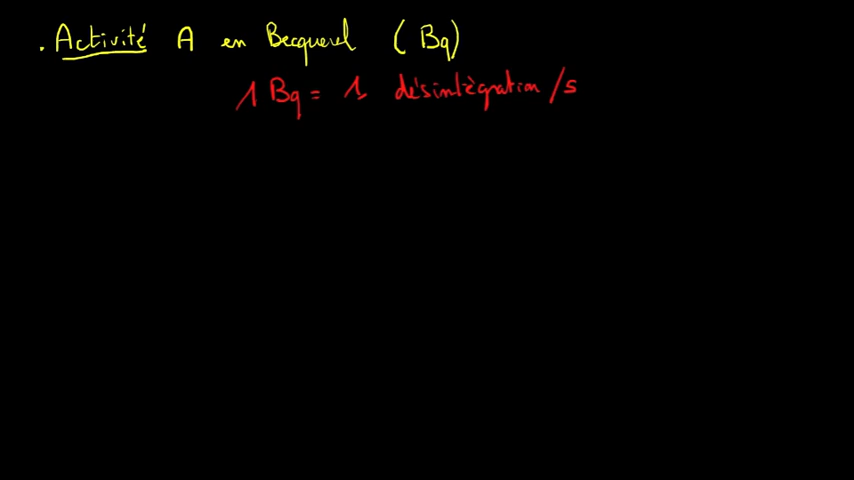 . Activité A en Becquerel (Bq)
1 Bq = 1 désintégration /s